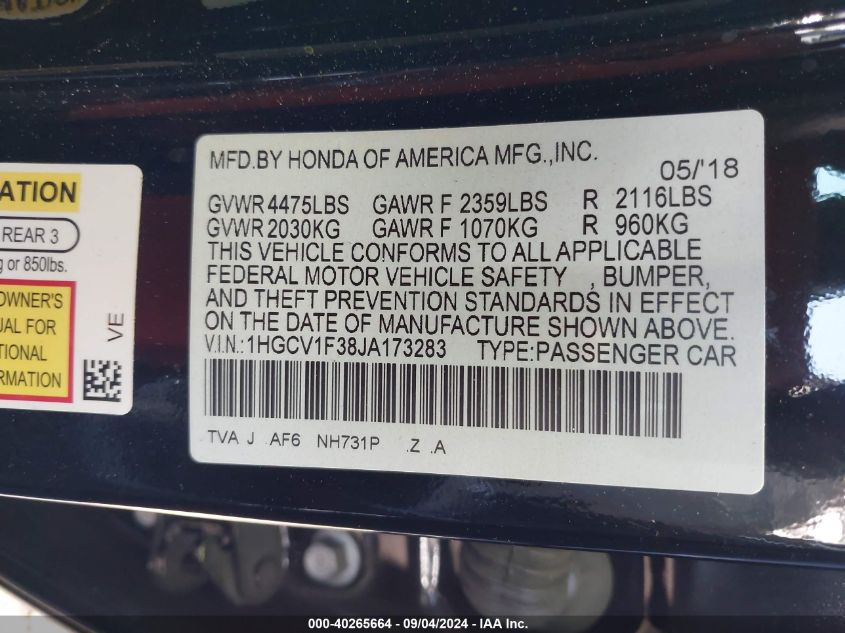 MFD.BY HONDA OF AMERICA MFG.,INC.
05/'18
GVWR 4475LBS GAWR F 2359LBS R 2116LBS
GVWR 2030KG GAWR F 1070KG R 960KG
THIS VEHICLE CONFORMS TO ALL APPLICABLE
FEDERAL MOTOR VEHICLE SAFETY , BUMPER,
AND THEFT PREVENTION STANDARDS IN EFFECT
ON THE DATE OF MANUFACTURE SHOWN ABOVE.
V.I.N.:1HGCV1F38JA173283 TYPE:PASSENGER CAR
TVA J AF6 NH731P .Z .A
ATION
REAR 3
g or 850lbs.
OWNER'S
UAL FOR
TIONAL
ORMATION
VE
000-40265664 - 09/04/2024 - IAA Inc.